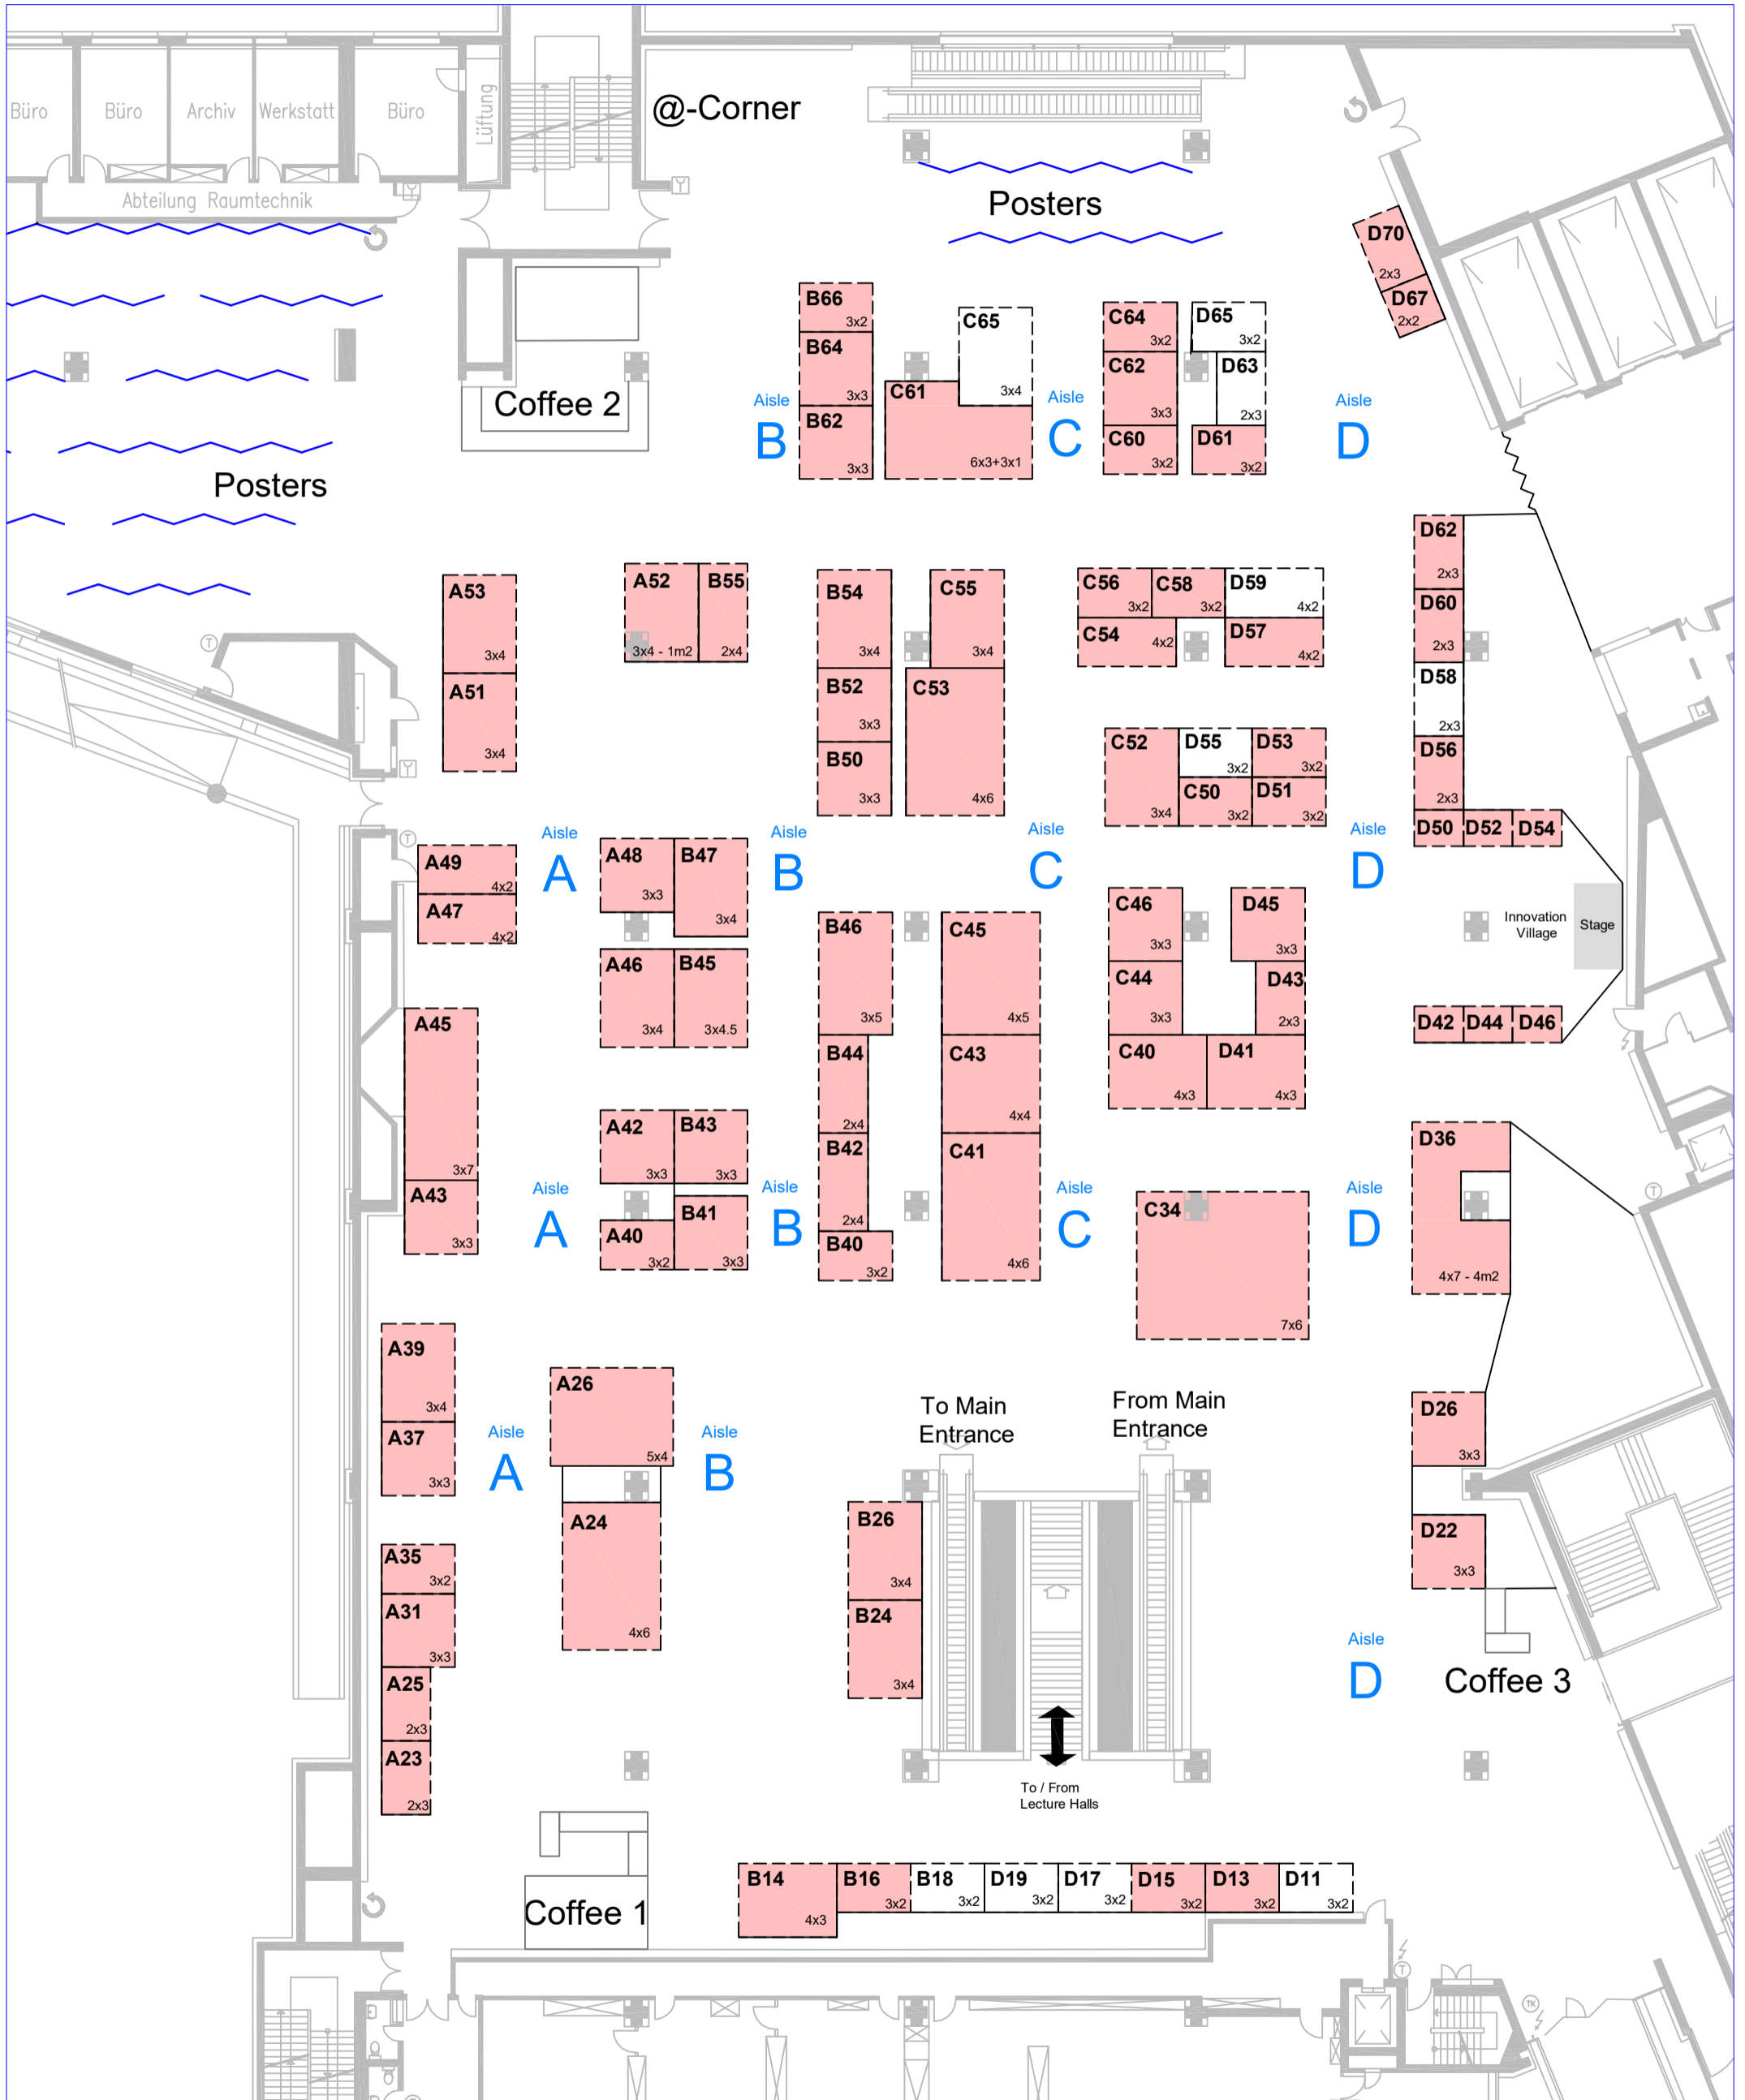 Büro
Büro
Archiv
Werkstatt
Büro
Lüftung
@-Corner
Abteilung Raumtechnik
Posters
D70
2x3
D67
2x2
B66
3x2
B64
3x3
B62
3x3
C65
3x4
C61
6x3+3x1
C64
3x2
C62
3x3
C60
3x2
D65
3x2
D63
2x3
D61
3x2
Coffee 2
Aisle
B
Aisle
C
Aisle
D
Posters
A53
3x4
A51
3x4
A52
3x4 - 1m2
B55
2x4
B54
3x4
B52
3x3
B50
3x3
C55
3x4
C53
4x6
C56
3x2
C58
3x2
D59
4x2
C54
4x2
D57
4x2
D62
2x3
D60
2x3
D58
2x3
D56
2x3
D50
D52
D54
C52
3x4
D55
3x2
D53
3x2
C50
3x2
D51
3x2
T
Aisle
A
Aisle
B
Aisle
C
Aisle
D
T
A49
4x2
A47
4x2
A48
3x3
B47
3x4
A46
3x4
B45
3x4.5
B46
3x5
B44
2x4
B42
2x4
B40
3x2
C45
4x5
C43
4x4
C41
4x6
C46
3x3
C44
3x3
C40
4x3
D45
3x3
D43
2x3
D41
4x3
Innovation
Village
Stage
D42
D44
D46
A45
3x7
A43
3x3
A42
3x3
B43
3x3
A40
3x2
B41
3x3
Aisle
A
Aisle
B
Aisle
C
Aisle
D
C34
7x6
D36
4x7 - 4m2
T
A39
3x4
A37
3x3
A26
5x4
A24
4x6
Aisle
A
Aisle
B
To Main
Entrance
From Main
Entrance
D26
3x3
D22
3x3
A35
3x2
A31
3x3
A25
2x3
A23
2x3
B26
3x4
B24
3x4
Aisle
D
Coffee 3
To / From
Lecture Halls
Coffee 1
B14
4x3
B16
3x2
B18
3x2
D19
3x2
D17
3x2
D15
3x2
D13
3x2
D11
3x2
T
TK